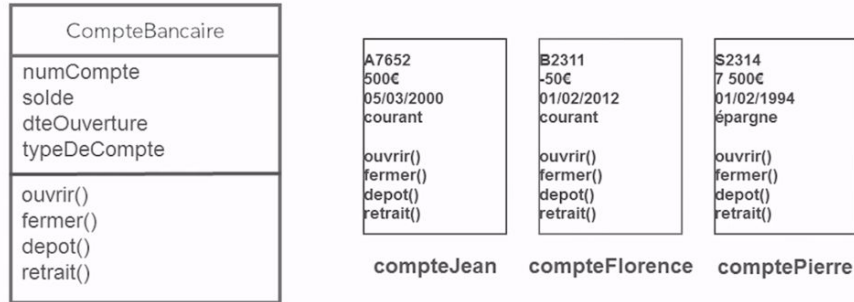 CompteBancaire
numCompte
solde
dteOuverture
typeDeCompte
ouvrir()
fermer()
depot()
retrait()
A7652
500€
05/03/2000
courant
ouvrir()
fermer()
depot()
retrait()
compteJean
B2311
-50€
01/02/2012
courant
ouvrir()
fermer()
depot()
retrait()
compteFlorence
S2314
7 500€
01/02/1994
épargne
ouvrir()
fermer()
depot()
retrait()
comptePierre